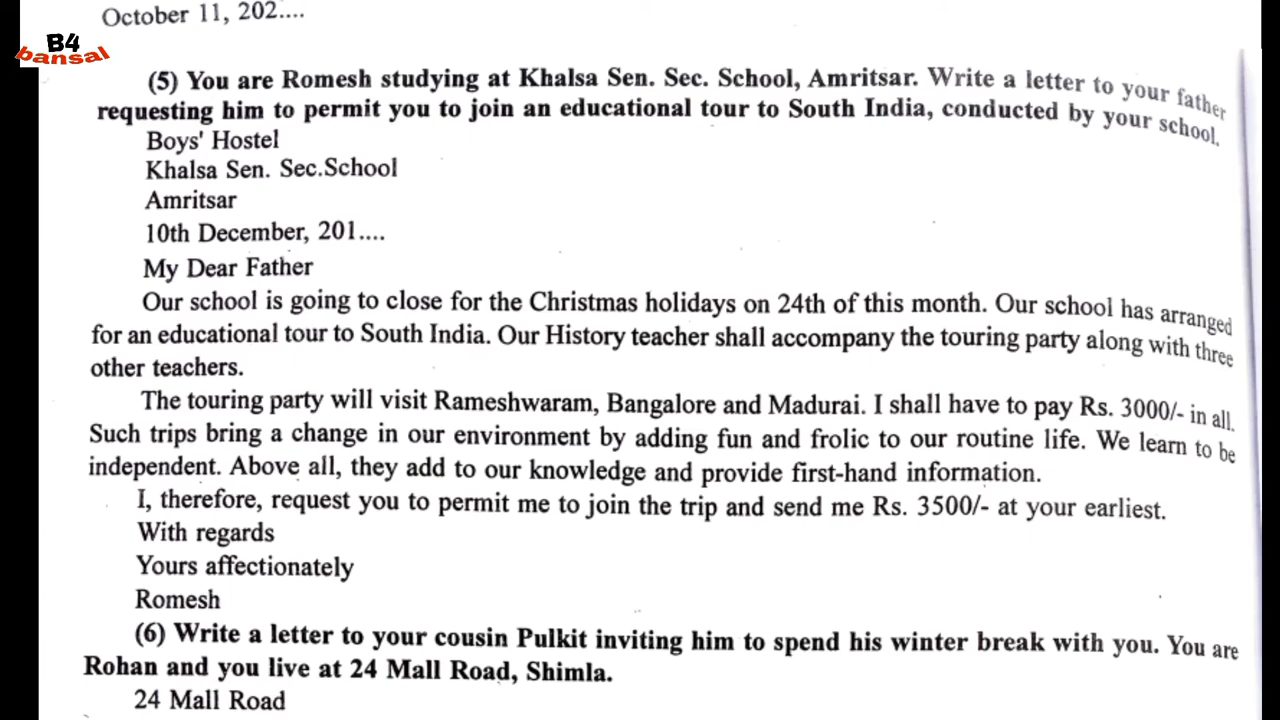 October 11, 202....
B4
bansal
(5) You are Romesh studying at Khalsa Sen. Sec. School, Amritsar. Write a letter to your father
requesting him to permit you to join an educational tour to South India, conducted by your school.
Boys' Hostel
Khalsa Sen. Sec.School
Amritsar
10th December, 201....
My Dear Father
Our school is going to close for the Christmas holidays on 24th of this month. Our school has arranged
for an educational tour to South India. Our History teacher shall accompany the touring party along with three
other teachers.
The touring party will visit Rameshwaram, Bangalore and Madurai. I shall have to pay Rs. 3000/- in all.
Such trips bring a change in our environment by adding fun and frolic to our routine life. We learn to be
independent. Above all, they add to our knowledge and provide first-hand information.
I, therefore, request you to permit me to join the trip and send me Rs. 3500/- at your earliest.
With regards
Yours affectionately
Romesh
(6) Write a letter to your cousin Pulkit inviting him to spend his winter break with you. You are
Rohan and you live at 24 Mall Road, Shimla.
24 Mall Road